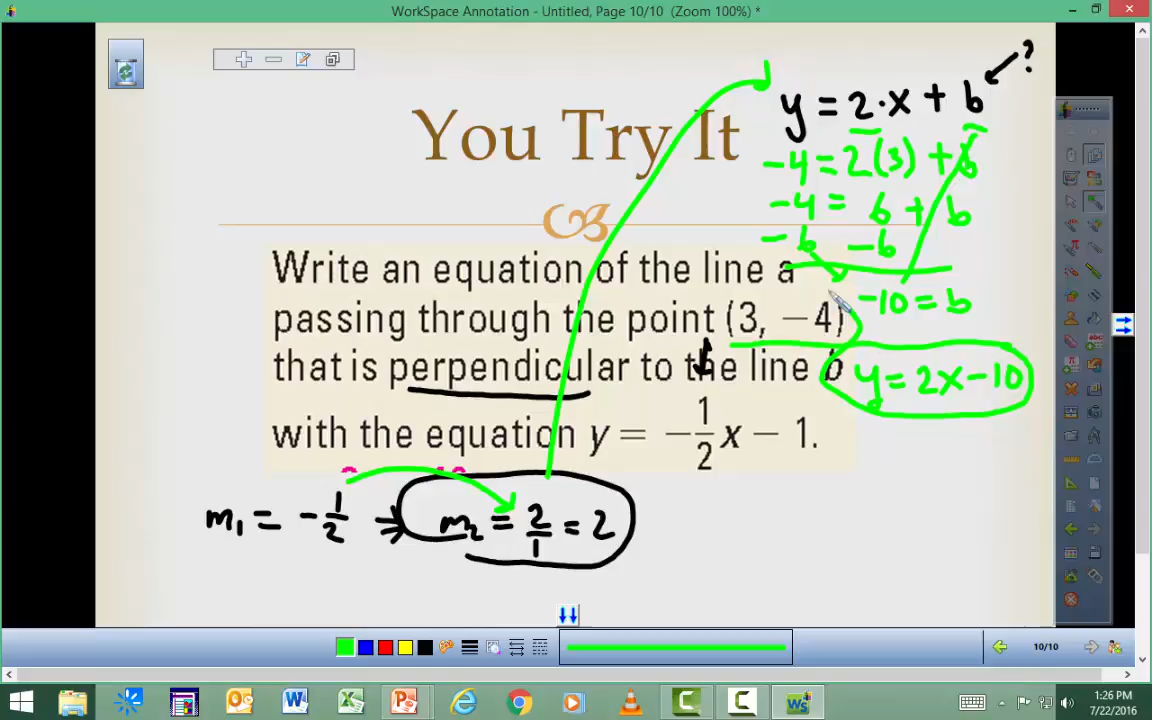 WorkSpace Annotation - Untitled, Page 10/10 (Zoom 100%) *
You Try It
Write an equation of the line a
passing through the point (3, −4)
that is perpendicular to the line b
with the equation y = −1/2 x − 1.
m₁ = -1/2 → m₂ = 2/1 = 2
y = 2·x + b ?
-4 = 2(3) + b
-4 = 6 + b
-6 -6
-10 = b
y = 2x - 10
10/10
1:26 PM
7/22/2016